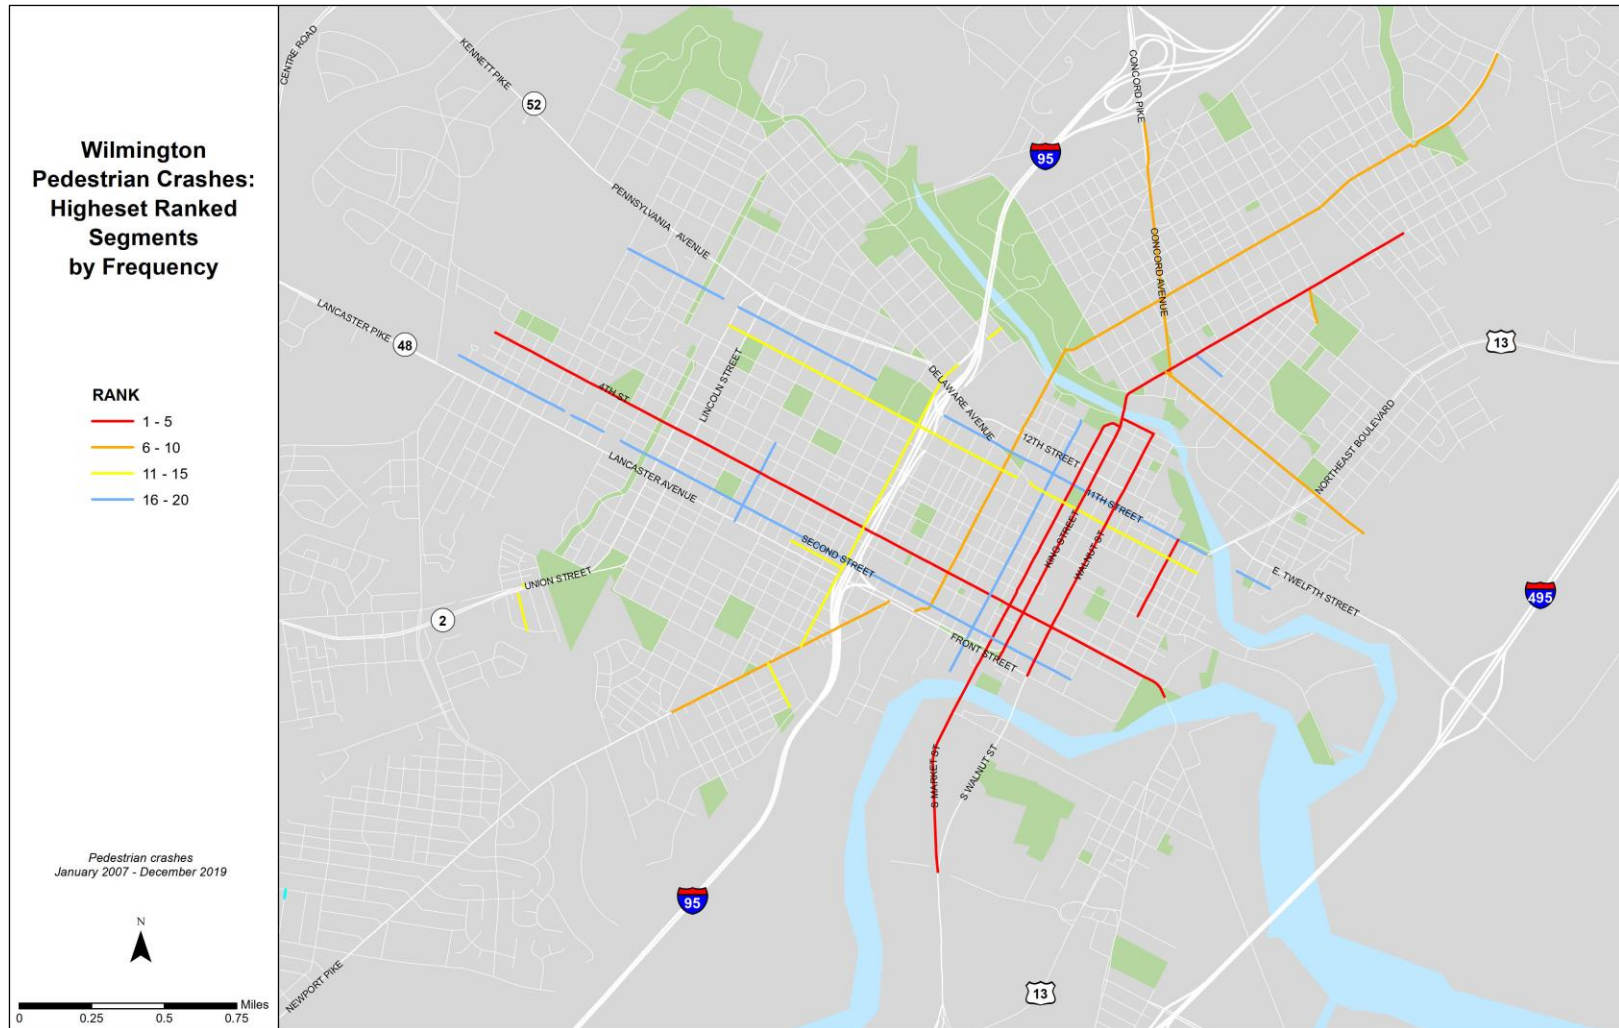 Wilmington
Pedestrian Crashes:
Higheset Ranked
Segments
by Frequency
RANK
1 - 5
6 - 10
11 - 15
16 - 20
Pedestrian crashes
January 2007 - December 2019
N
Miles
0 0.25 0.5 0.75
CENTRE ROAD
KENNETT PIKE
52
CONCORD PIKE
95
PENNSYLVANIA AVENUE
CONCORD AVENUE
LANCASTER PIKE
48
13
4TH ST
LINCOLN STREET
DELAWARE AVENUE
12TH STREET
NORTHEAST BOULEVARD
LANCASTER AVENUE
11TH STREET
KING STREET
WALNUT ST
SECOND STREET
UNION STREET
E. TWELFTH STREET
495
2
FRONT STREET
S MARKET ST
S WALNUT ST
95
NEWPORT PIKE
13